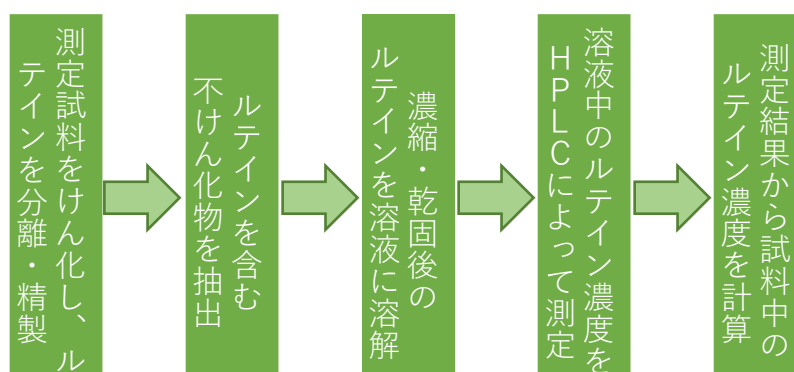 測定試料をけん化し、ル
テインを分離・精製
ルテインを含む
不けん化物を抽出
濃縮・乾固後の
ルテインを溶液に溶解
溶液中のルテイン濃度を
HPLCによって測定
測定結果から試料中の
ルテイン濃度を計算